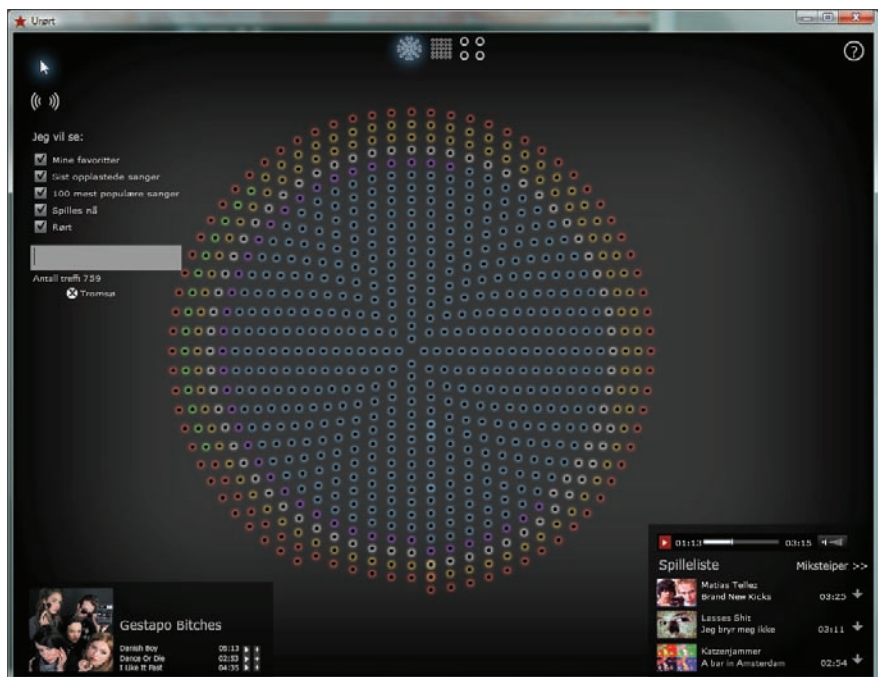 Urørt
?
Jeg vil se:
Mine favoritter
Sist opplastede sanger
100 mest populære sanger
Spilles nå
Rørt
Antall treff: 759
Tromsø
Gestapo Bitches
Danish Boy 05:13
Dance Or Die 02:53
I Like It Fast 04:35
01:13 03:15
Spilleliste Miksteiper >>
Matias Tellez
Brand New Kicks 03:25
Lasses Shit
Jeg bryr meg ikke 03:11
Katzenjammer
A bar in Amsterdam 02:54